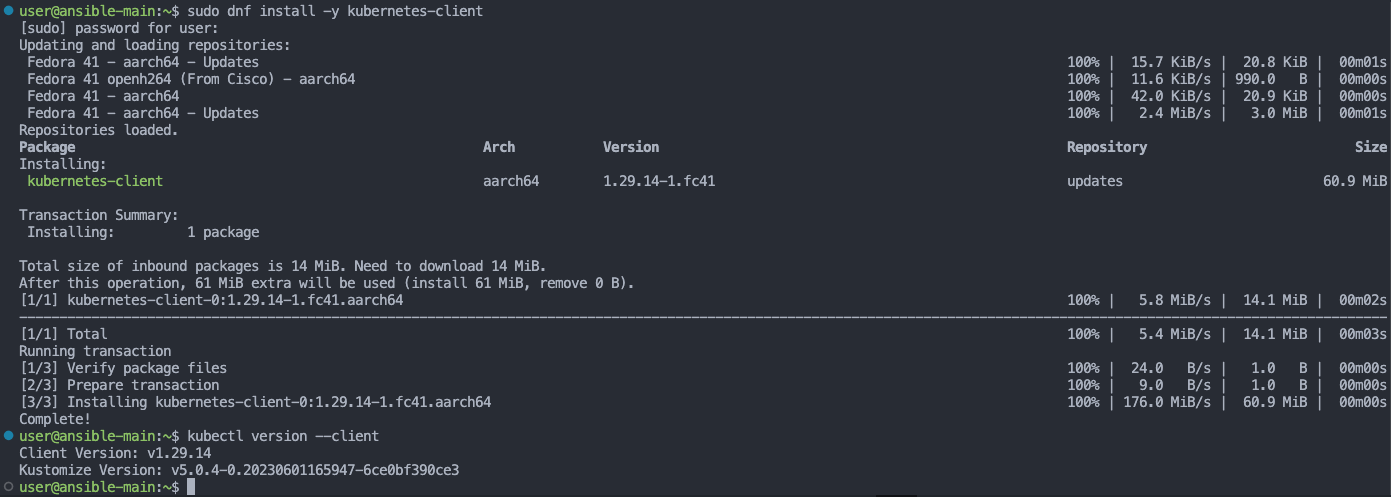 user@ansible-main:~$ sudo dnf install -y kubernetes-client
[sudo] password for user:
Updating and loading repositories:
Fedora 41 - aarch64 - Updates 100% | 15.7 KiB/s | 20.8 KiB | 00m01s
Fedora 41 openh264 (From Cisco) - aarch64 100% | 11.6 KiB/s | 990.0 B | 00m00s
Fedora 41 - aarch64 100% | 42.0 KiB/s | 20.9 KiB | 00m00s
Fedora 41 - aarch64 - Updates 100% | 2.4 MiB/s | 3.0 MiB | 00m01s
Repositories loaded.
Package Arch Version Repository Size
Installing:
kubernetes-client aarch64 1.29.14-1.fc41 updates 60.9 MiB
Transaction Summary:
Installing: 1 package
Total size of inbound packages is 14 MiB. Need to download 14 MiB.
After this operation, 61 MiB extra will be used (install 61 MiB, remove 0 B).
[1/1] kubernetes-client-0:1.29.14-1.fc41.aarch64 100% | 5.8 MiB/s | 14.1 MiB | 00m02s
[1/1] Total 100% | 5.4 MiB/s | 14.1 MiB | 00m03s
Running transaction
[1/3] Verify package files 100% | 24.0 B/s | 1.0 B | 00m00s
[2/3] Prepare transaction 100% | 9.0 B/s | 1.0 B | 00m00s
[3/3] Installing kubernetes-client-0:1.29.14-1.fc41.aarch64 100% | 176.0 MiB/s | 60.9 MiB | 00m00s
Complete!
user@ansible-main:~$ kubectl version --client
Client Version: v1.29.14
Kustomize Version: v5.0.4-0.20230601165947-6ce0bf390ce3
user@ansible-main:~$